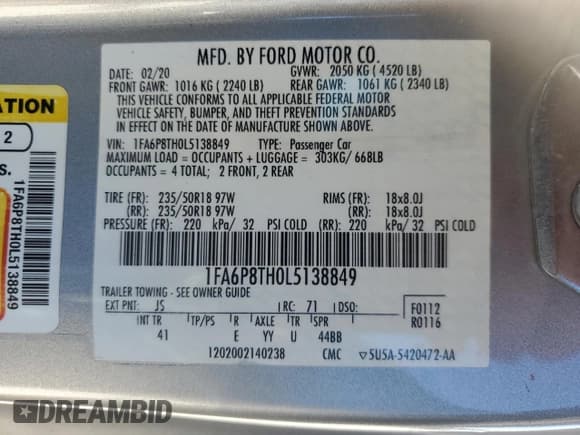 MFD. BY FORD MOTOR CO.
DATE: 02/20 GVWR: 2050 KG ( 4520 LB)
FRONT GAWR: 1016 KG ( 2240 LB) REAR GAWR: 1061 KG ( 2340 LB)
THIS VEHICLE CONFORMS TO ALL APPLICABLE FEDERAL MOTOR
VEHICLE SAFETY, BUMPER, AND THEFT PREVENTION STANDARDS
IN EFFECT ON THE DATE OF MANUFACTURE SHOWN ABOVE.
VIN: 1FA6P8TH0L5138849 TYPE: Passenger Car
MAXIMUM LOAD = OCCUPANTS + LUGGAGE = 303KG/ 668LB
OCCUPANTS = 4 TOTAL; 2 FRONT, 2 REAR
TIRE (FR): 235/50R18 97W RIMS (FR): 18x8.0J
(RR): 235/50R18 97W (RR): 18x8.0J
PRESSURE (FR): 220 kPa/ 32 PSI COLD (RR): 220 kPa/ 32 PSI COLD
1FA6P8TH0L5138849
TRAILER TOWING - SEE OWNER GUIDE
EXT PNT: JS RC: 71 DSO: F0112
R0116
INT TR TP/PS R AXLE TR SPR
41 E YY U 44BB
1202002140238 CMC ▽5U5A-5420472-AA
ATION
2
s.
1FA6P8TH0L5138849
DREAMBID